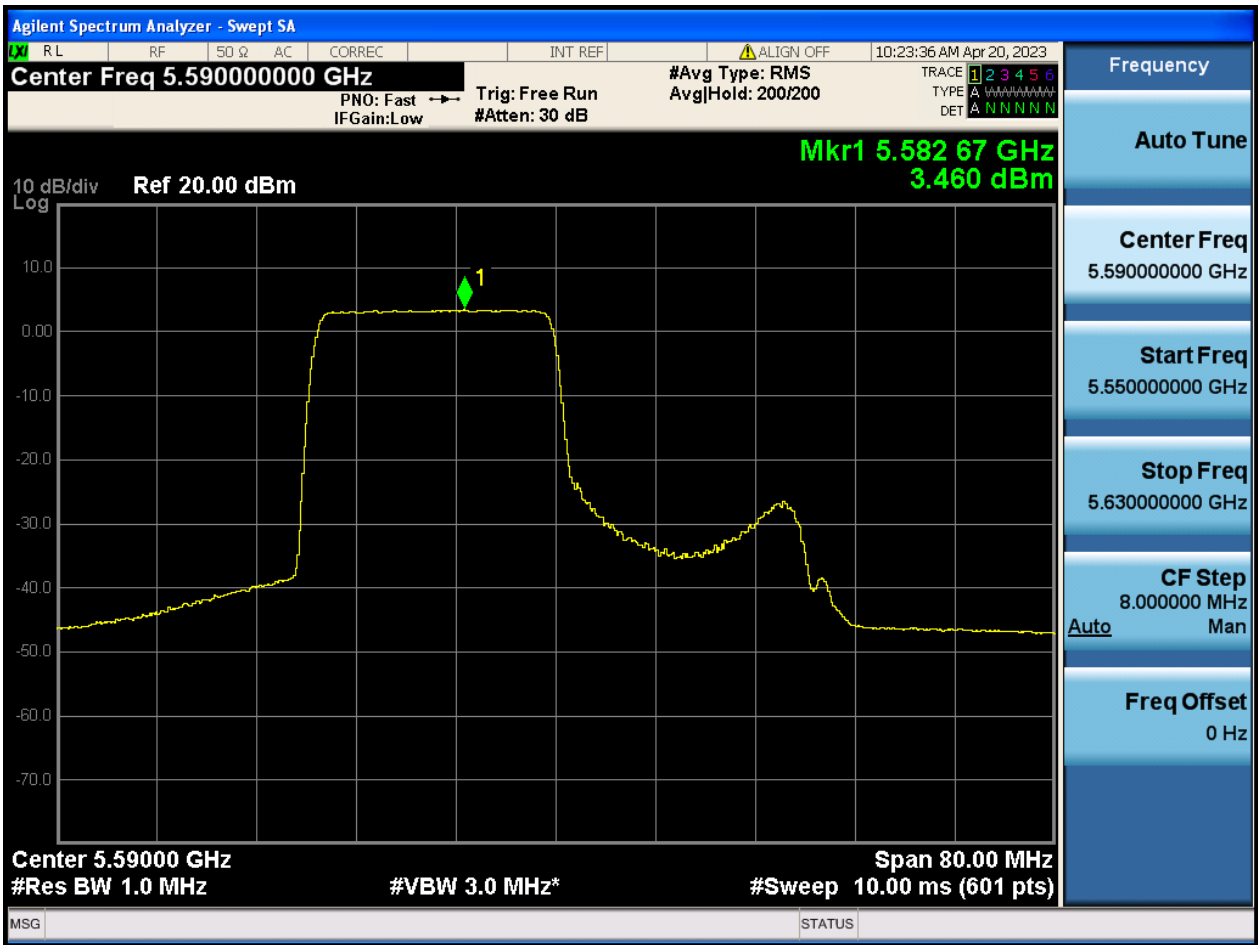 Agilent Spectrum Analyzer - Swept SA
LXI RL RF 50 Ω AC CORREC INT REF ALIGN OFF 10:23:36 AM Apr 20, 2023
Center Freq 5.590000000 GHz
PNO: Fast
IFGain:Low
Trig: Free Run
#Atten: 30 dB
#Avg Type: RMS
Avg|Hold: 200/200
TRACE 1 2 3 4 5 6
TYPE A WWWWWW
DET A N N N N N
Mkr1 5.582 67 GHz
3.460 dBm
10 dB/div Ref 20.00 dBm
Log
1
10.0
0.00
-10.0
-20.0
-30.0
-40.0
-50.0
-60.0
-70.0
Center 5.59000 GHz
Span 80.00 MHz
#Res BW 1.0 MHz
#VBW 3.0 MHz*
#Sweep 10.00 ms (601 pts)
MSG
STATUS
Frequency
Auto Tune
Center Freq
5.590000000 GHz
Start Freq
5.550000000 GHz
Stop Freq
5.630000000 GHz
CF Step
8.000000 MHz
Auto Man
Freq Offset
0 Hz